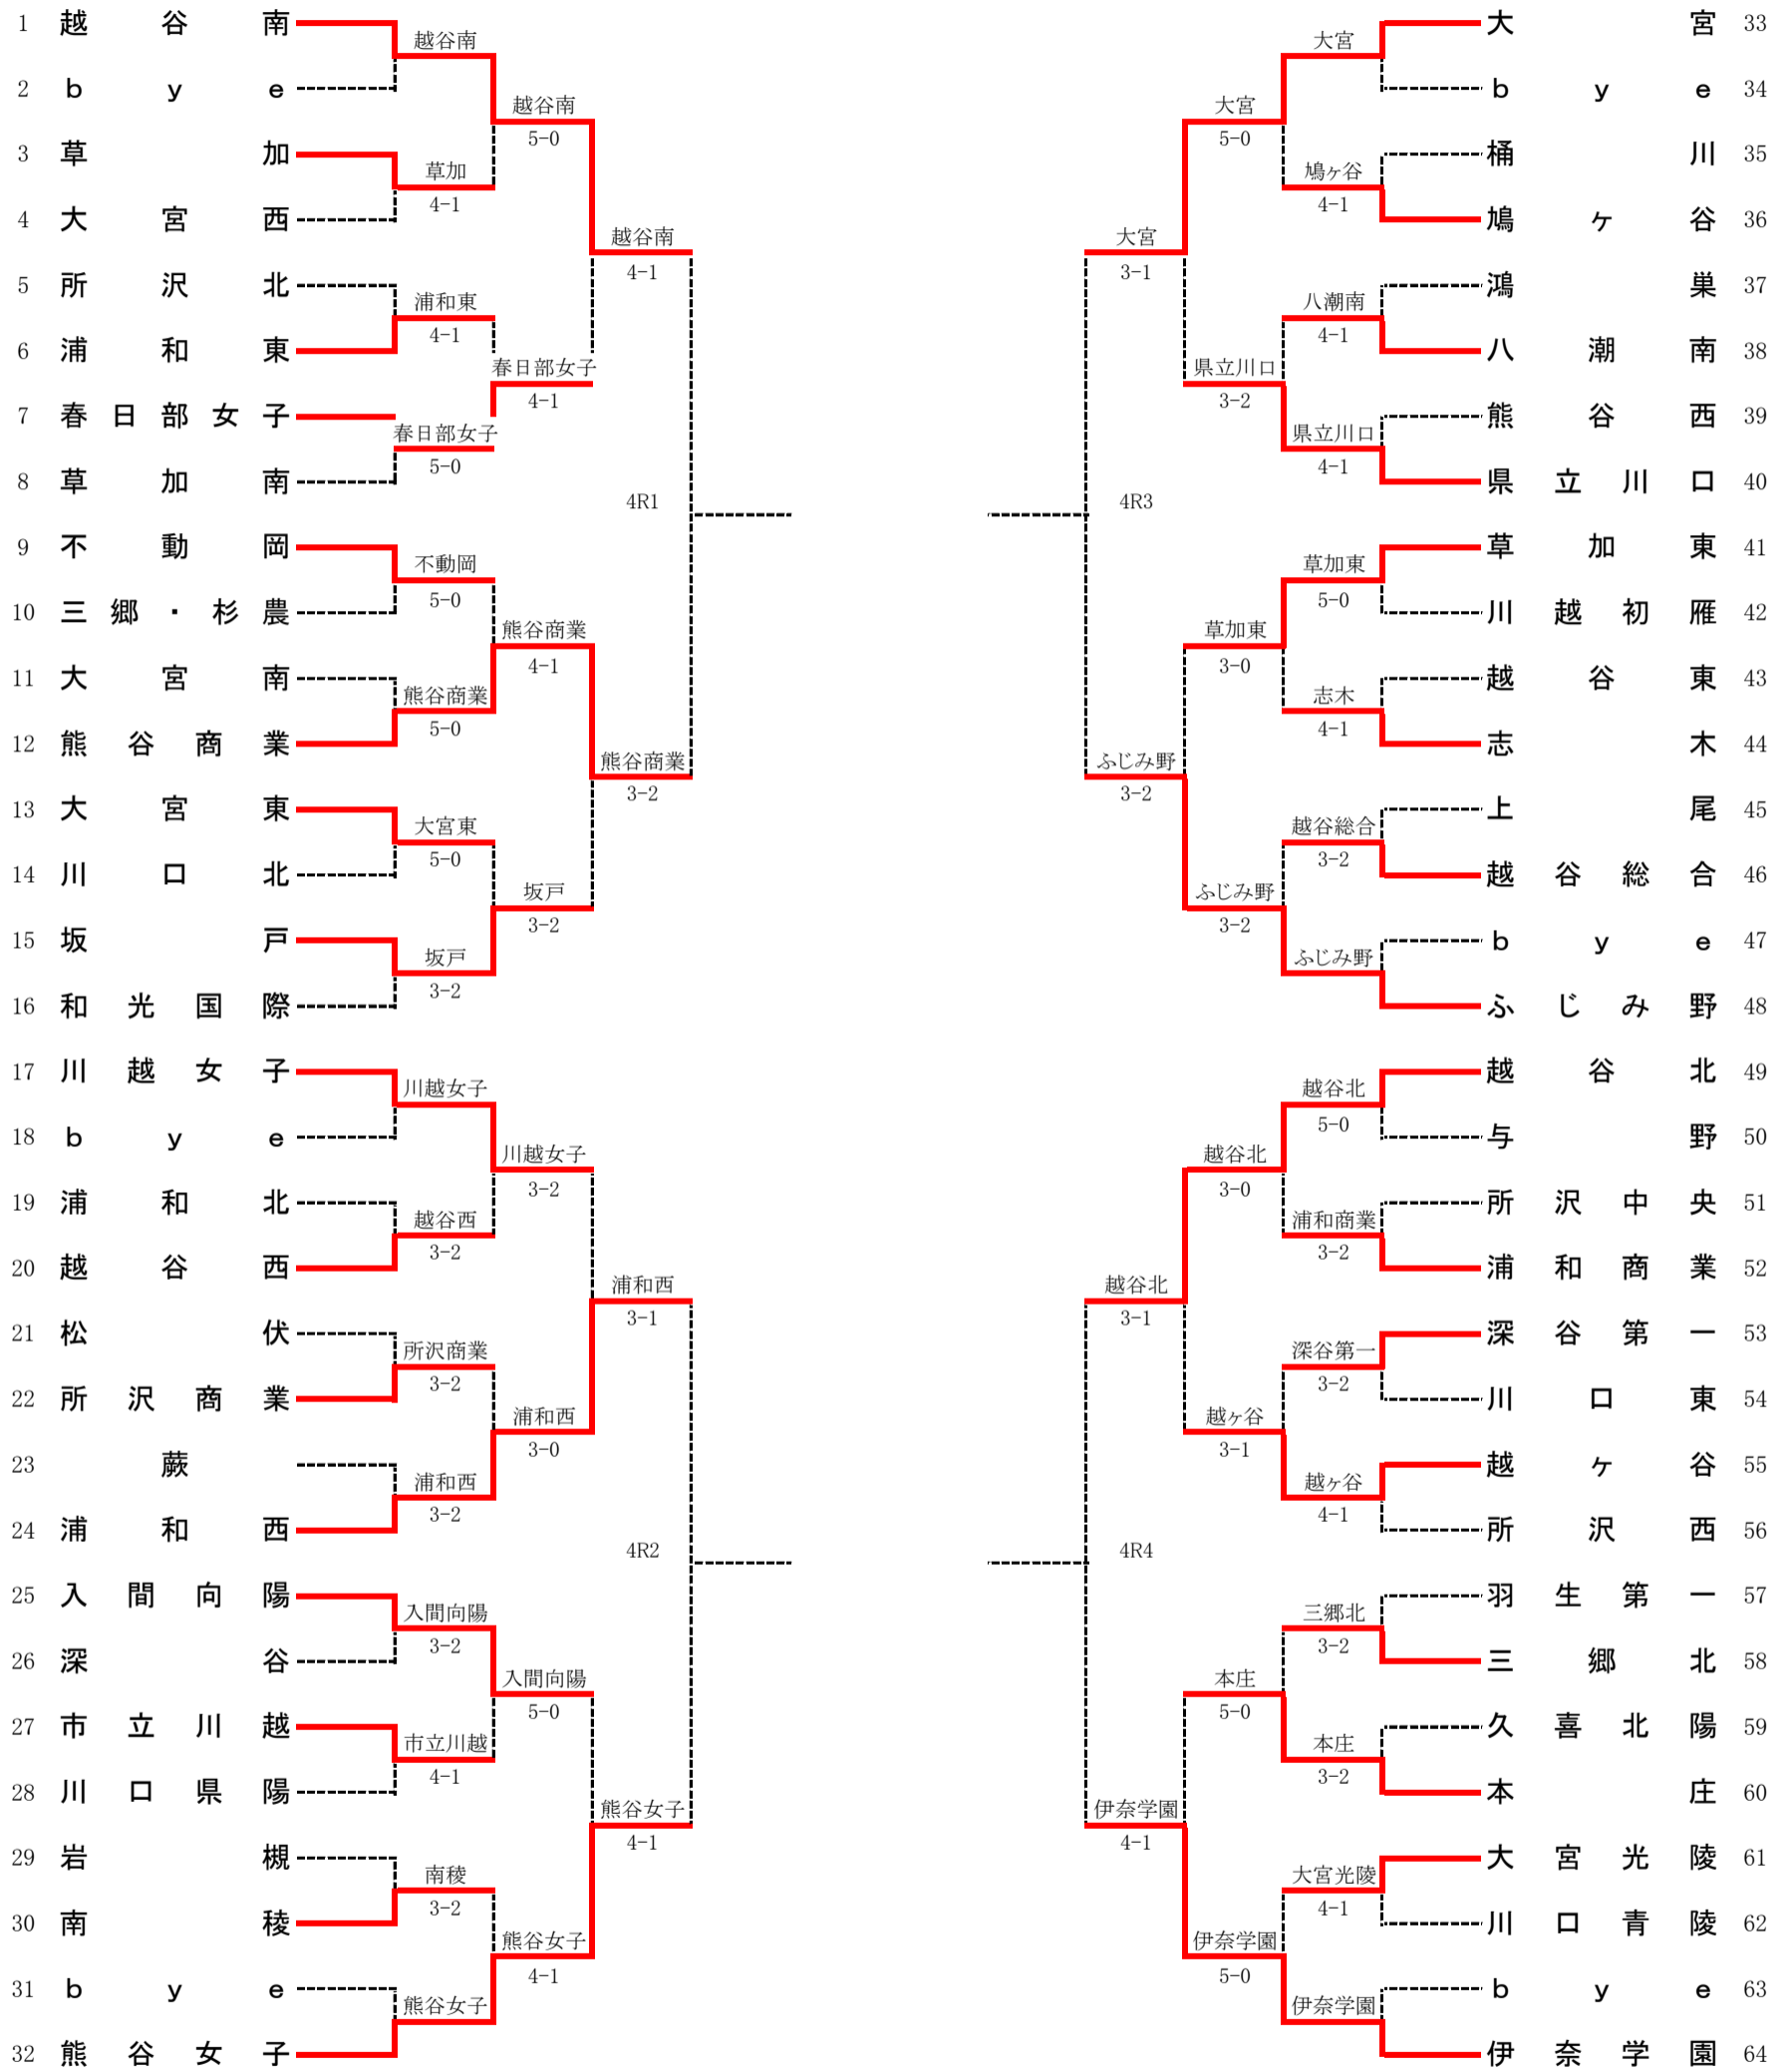 1 越谷南
越谷南
2 bye
越谷南
5-0
3 草加
草加
4-1
4 大宮西
越谷南
4-1
5 所沢北
浦和東
4-1
6 浦和東
春日部女子
4-1
7 春日部女子
春日部女子
5-0
8 草加南
4R1
9 不動岡
不動岡
5-0
10 三郷・杉農
熊谷商業
4-1
11 大宮南
熊谷商業
5-0
12 熊谷商業
熊谷商業
3-2
13 大宮東
大宮東
5-0
14 川口北
坂戸
3-2
15 坂戸
坂戸
3-2
16 和光国際
17 川越女子
川越女子
18 bye
川越女子
3-2
19 浦和北
越谷西
3-2
20 越谷西
浦和西
3-1
21 松伏
所沢商業
3-2
22 所沢商業
浦和西
3-0
23 蕨
浦和西
3-2
24 浦和西
4R2
25 入間向陽
入間向陽
3-2
26 深谷
入間向陽
5-0
27 市立川越
市立川越
4-1
28 川口県陽
熊谷女子
4-1
29 岩槻
南稜
3-2
30 南稜
熊谷女子
4-1
31 bye
熊谷女子
32 熊谷女子
大宮 33
大宮
bye 34
大宮
5-0
桶川 35
鳩ヶ谷
4-1
鳩ヶ谷 36
大宮
3-1
鴻巣 37
八潮南
4-1
八潮南 38
県立川口
3-2
熊谷西 39
県立川口
4-1
県立川口 40
4R3
草加東 41
草加東
5-0
川越初雁 42
草加東
3-0
越谷東 43
志木
4-1
志木 44
ふじみ野
3-2
上尾 45
越谷総合
3-2
越谷総合 46
ふじみ野
3-2
bye 47
ふじみ野
ふじみ野 48
越谷北 49
越谷北
5-0
与野 50
越谷北
3-0
所沢中央 51
浦和商業
3-2
浦和商業 52
越谷北
3-1
深谷第一 53
深谷第一
3-2
川口東 54
越ヶ谷
3-1
越ヶ谷 55
越ヶ谷
4-1
所沢西 56
4R4
羽生第一 57
三郷北
3-2
三郷北 58
本庄
5-0
久喜北陽 59
本庄
3-2
本庄 60
伊奈学園
4-1
大宮光陵 61
大宮光陵
4-1
川口青陵 62
伊奈学園
5-0
bye 63
伊奈学園
伊奈学園 64